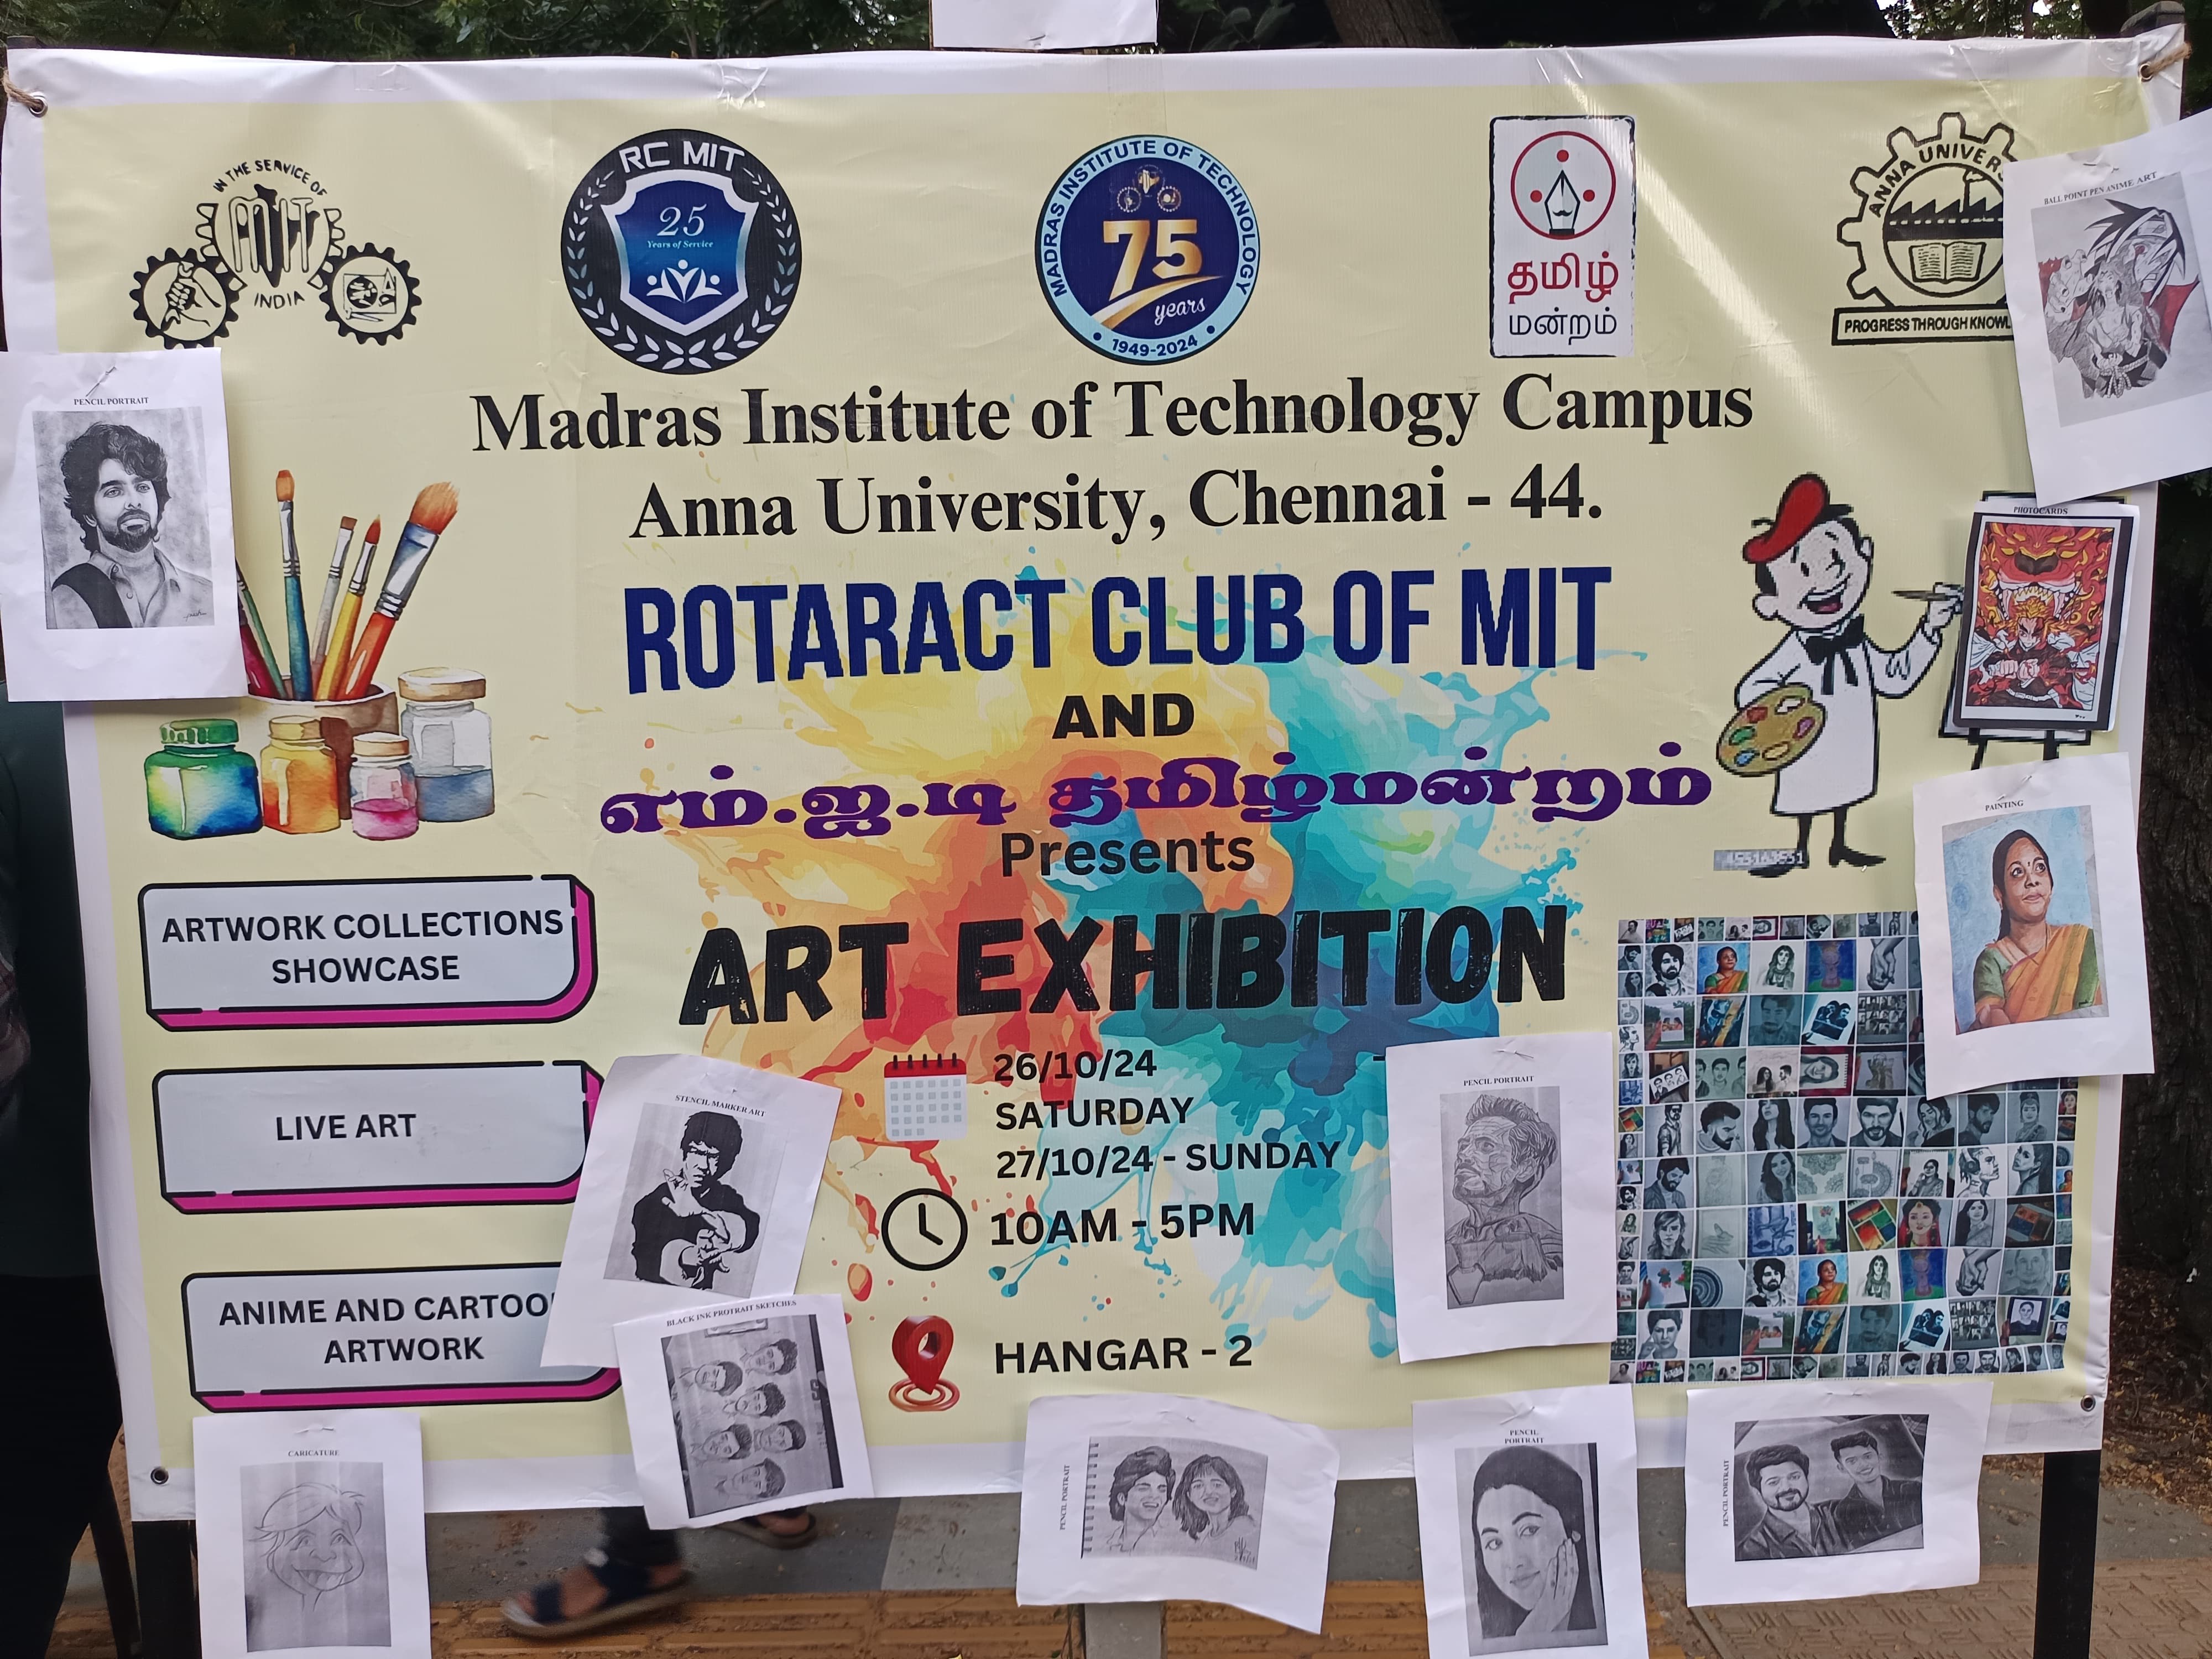 IN THE SERVICE OF
MIT
INDIA
RC MIT
25
Years of Service
MADRAS INSTITUTE OF TECHNOLOGY
75
years
1949-2024
தமிழ்
மன்றம்
ANNA UNIVER
PROGRESS THROUGH KNOWL
BALL POINT PEN ANIME ART
Madras Institute of Technology Campus
Anna University, Chennai - 44.
PENCIL PORTRAIT
PHOTOCARDS
ROTARACT CLUB OF MIT
AND
எம்.ஐ.டி தமிழ்மன்றம்
Presents
PAINTING
ART EXHIBITION
ARTWORK COLLECTIONS
SHOWCASE
LIVE ART
ANIME AND CARTOO
ARTWORK
26/10/24
SATURDAY
27/10/24 - SUNDAY
10AM - 5PM
HANGAR - 2
STENCIL MARKER ART
PENCIL PORTRAIT
BLACK INK PROTRAIT SKETCHES
CARICATURE
PENCIL PORTRAIT
PENCIL
PORTRAIT
PENCIL PORTRAIT